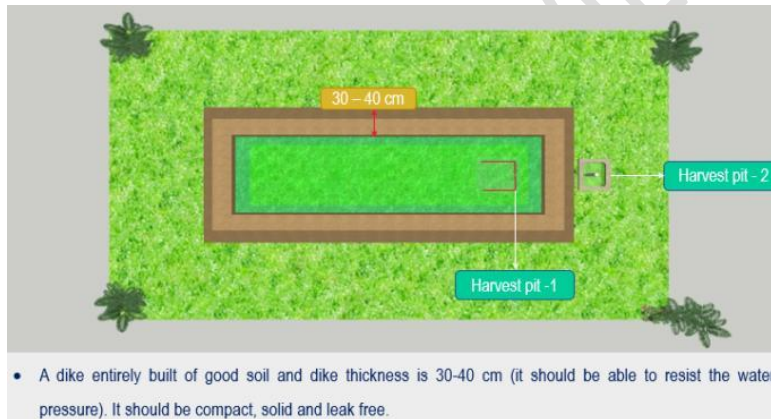 30 – 40 cm
Harvest pit - 2
Harvest pit -1
• A dike entirely built of good soil and dike thickness is 30-40 cm (it should be able to resist the water
pressure). It should be compact, solid and leak free.